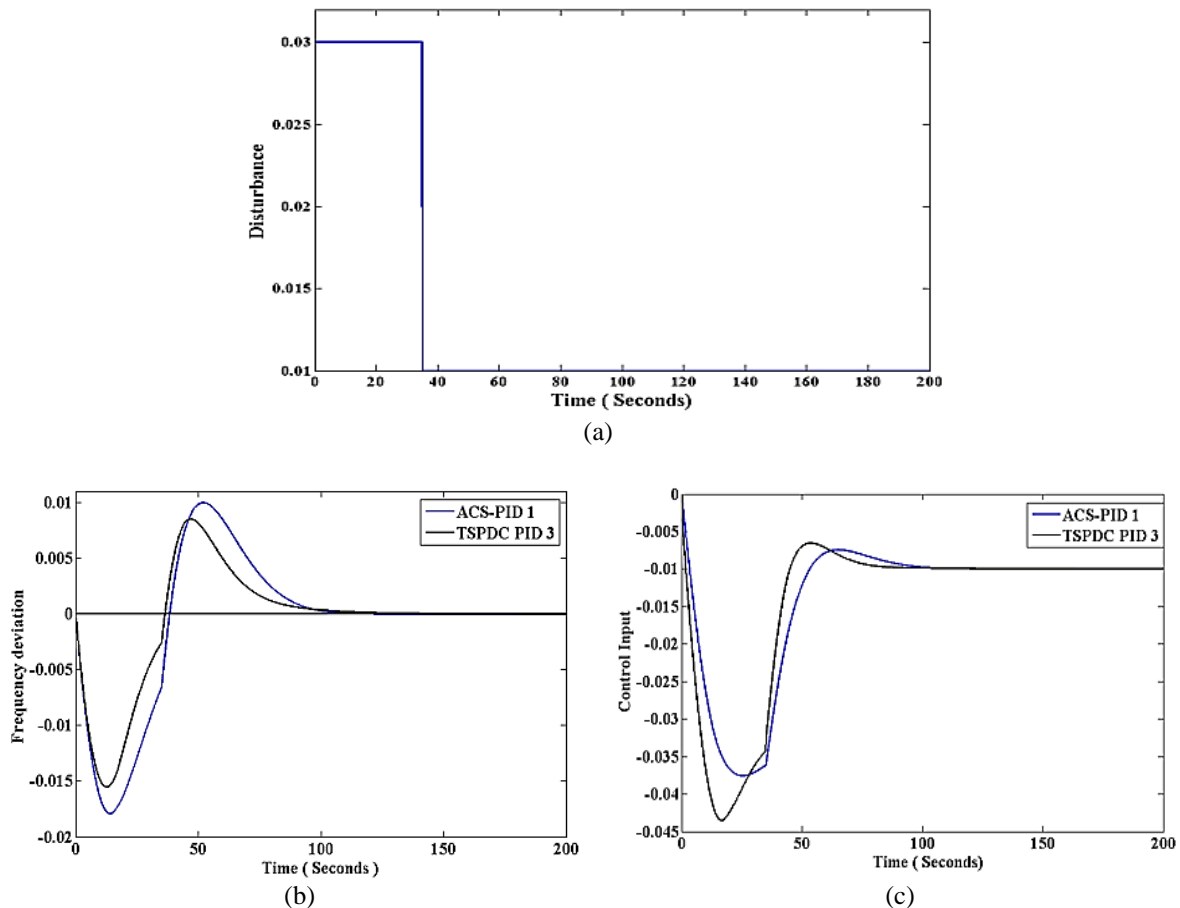 0.03
0.025
0.02
0.015
0.01
Disturbance
0 20 40 60 80 100 120 140 160 180 200
Time ( Seconds)
(a)
0.01
0.005
0
-0.005
-0.01
-0.015
-0.02
Frequency deviation
ACS-PID 1
TSPDC PID 3
0 50 100 150 200
Time ( Seconds )
(b)
0
-0.005
-0.01
-0.015
-0.02
-0.025
-0.03
-0.035
-0.04
-0.045
Control Input
ACS-PID 1
TSPDC PID 3
0 50 100 150 200
Time ( Seconds)
(c)